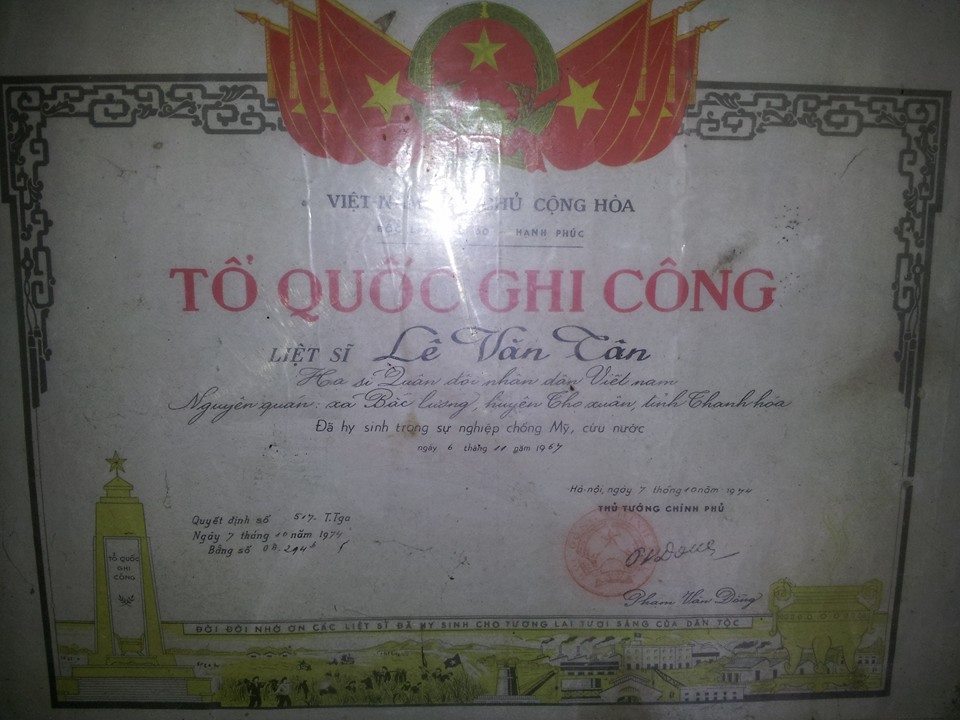 VIỆT N CHỦ CỘNG HÒA
HẠNH PHÚC
TỔ QUỐC GHI CÔNG
LIỆT SĨ Lê Văn Tân
Hạ sĩ Quân đội nhân dân Việt nam
Nguyên quán: xã Bắc lương, huyện Thọ xuân, tỉnh Thanh hóa
Đã hy sinh trong sự nghiệp chống Mỹ, cứu nước
ngày 6 tháng 11 năm 1967
Hà-nội, ngày 7 tháng 10 năm 1974
THỦ TƯỚNG CHÍNH PHỦ
Quyết định số 517 T.Tga
Ngày 7 tháng 10 năm 1974
Bằng số
Phạm Văn Đồng
TỔ QUỐC
GHI
CÔNG
ĐỜI ĐỜI NHỚ ƠN CÁC LIỆT SĨ ĐÃ HY SINH CHO TƯƠNG LAI TƯƠI SÁNG CỦA DÂN TỘC